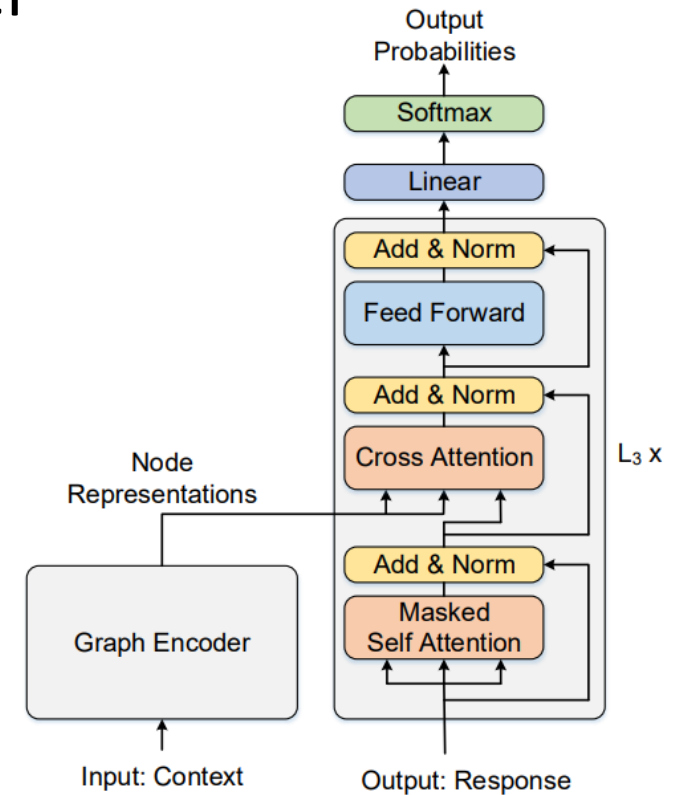 Output
Probabilities
Softmax
Linear
Add & Norm
Feed Forward
Add & Norm
Cross Attention
L₃ x
Node
Representations
Add & Norm
Masked
Self Attention
Graph Encoder
Input: Context
Output: Response